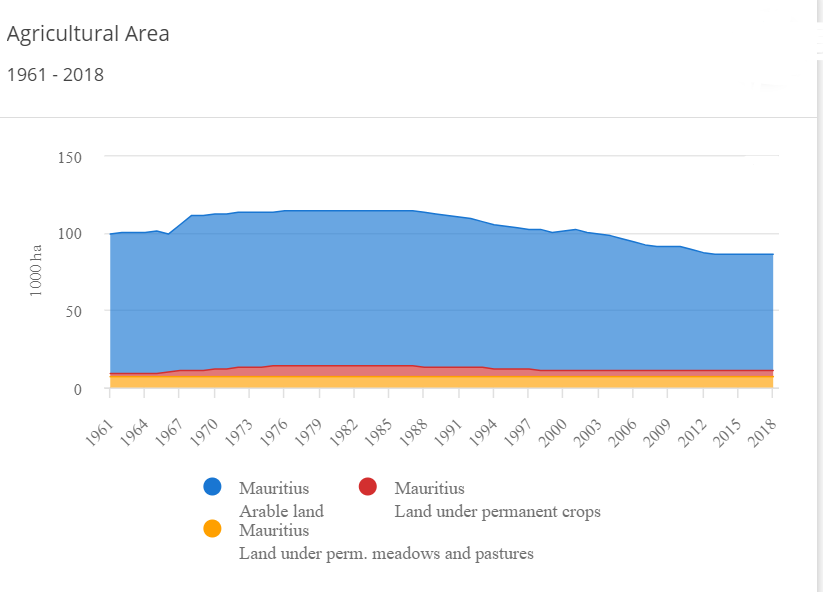 Agricultural Area
1961 - 2018
150
100
50
0
1000 ha
1961 1964 1967 1970 1973 1976 1979 1982 1985 1988 1991 1994 1997 2000 2003 2006 2009 2012 2015 2018
Mauritius
Arable land
Mauritius
Land under permanent crops
Mauritius
Land under perm. meadows and pastures